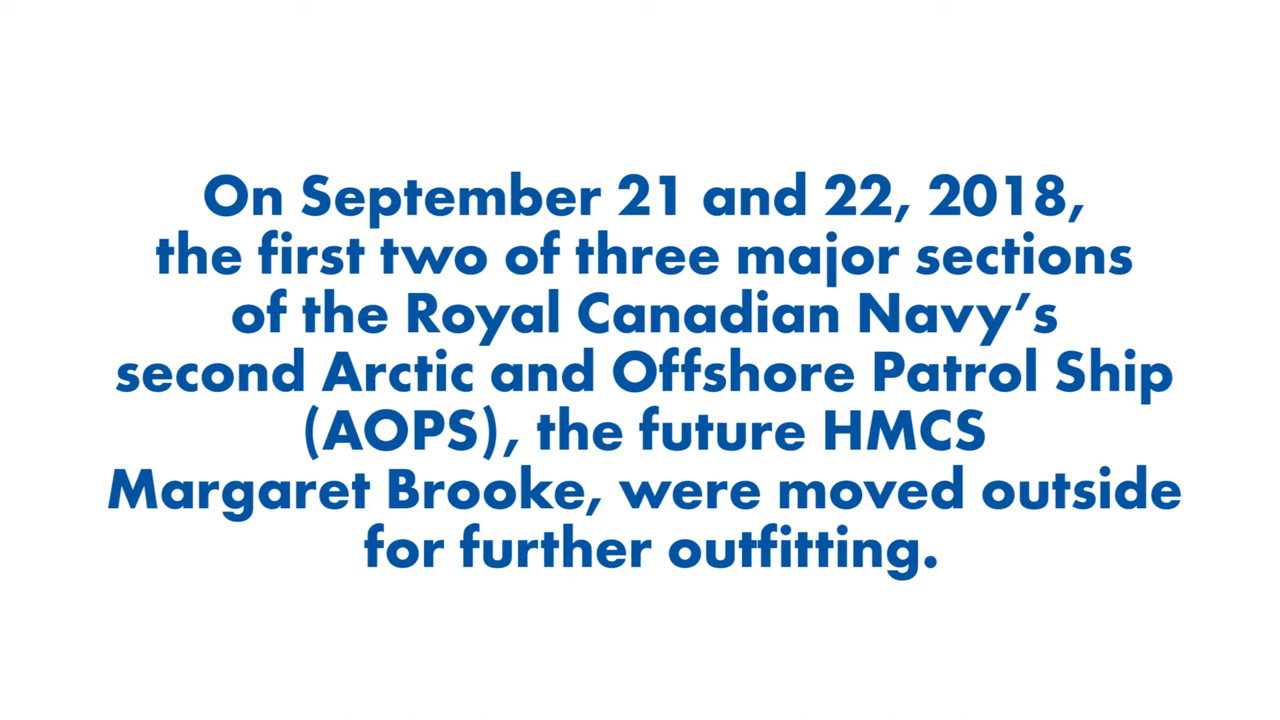 On September 21 and 22, 2018,
the first two of three major sections
of the Royal Canadian Navy’s
second Arctic and Offshore Patrol Ship
(AOPS), the future HMCS
Margaret Brooke, were moved outside
for further outfitting.